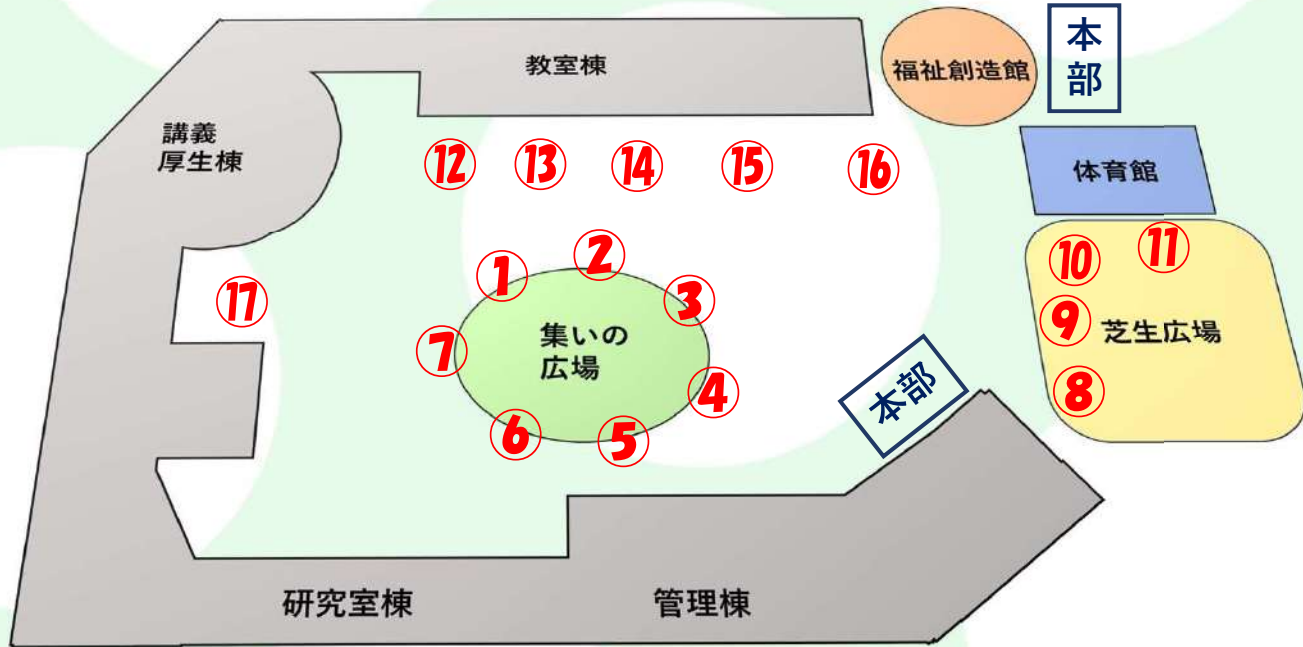 本部
教室棟
福祉創造館
講義
厚生棟
体育館
⑫
⑬
⑭
⑮
⑯
①
②
③
⑩
⑪
⑰
集いの
広場
⑦
④
⑨
芝生広場
⑧
本部
⑥
⑤
研究室棟
管理棟